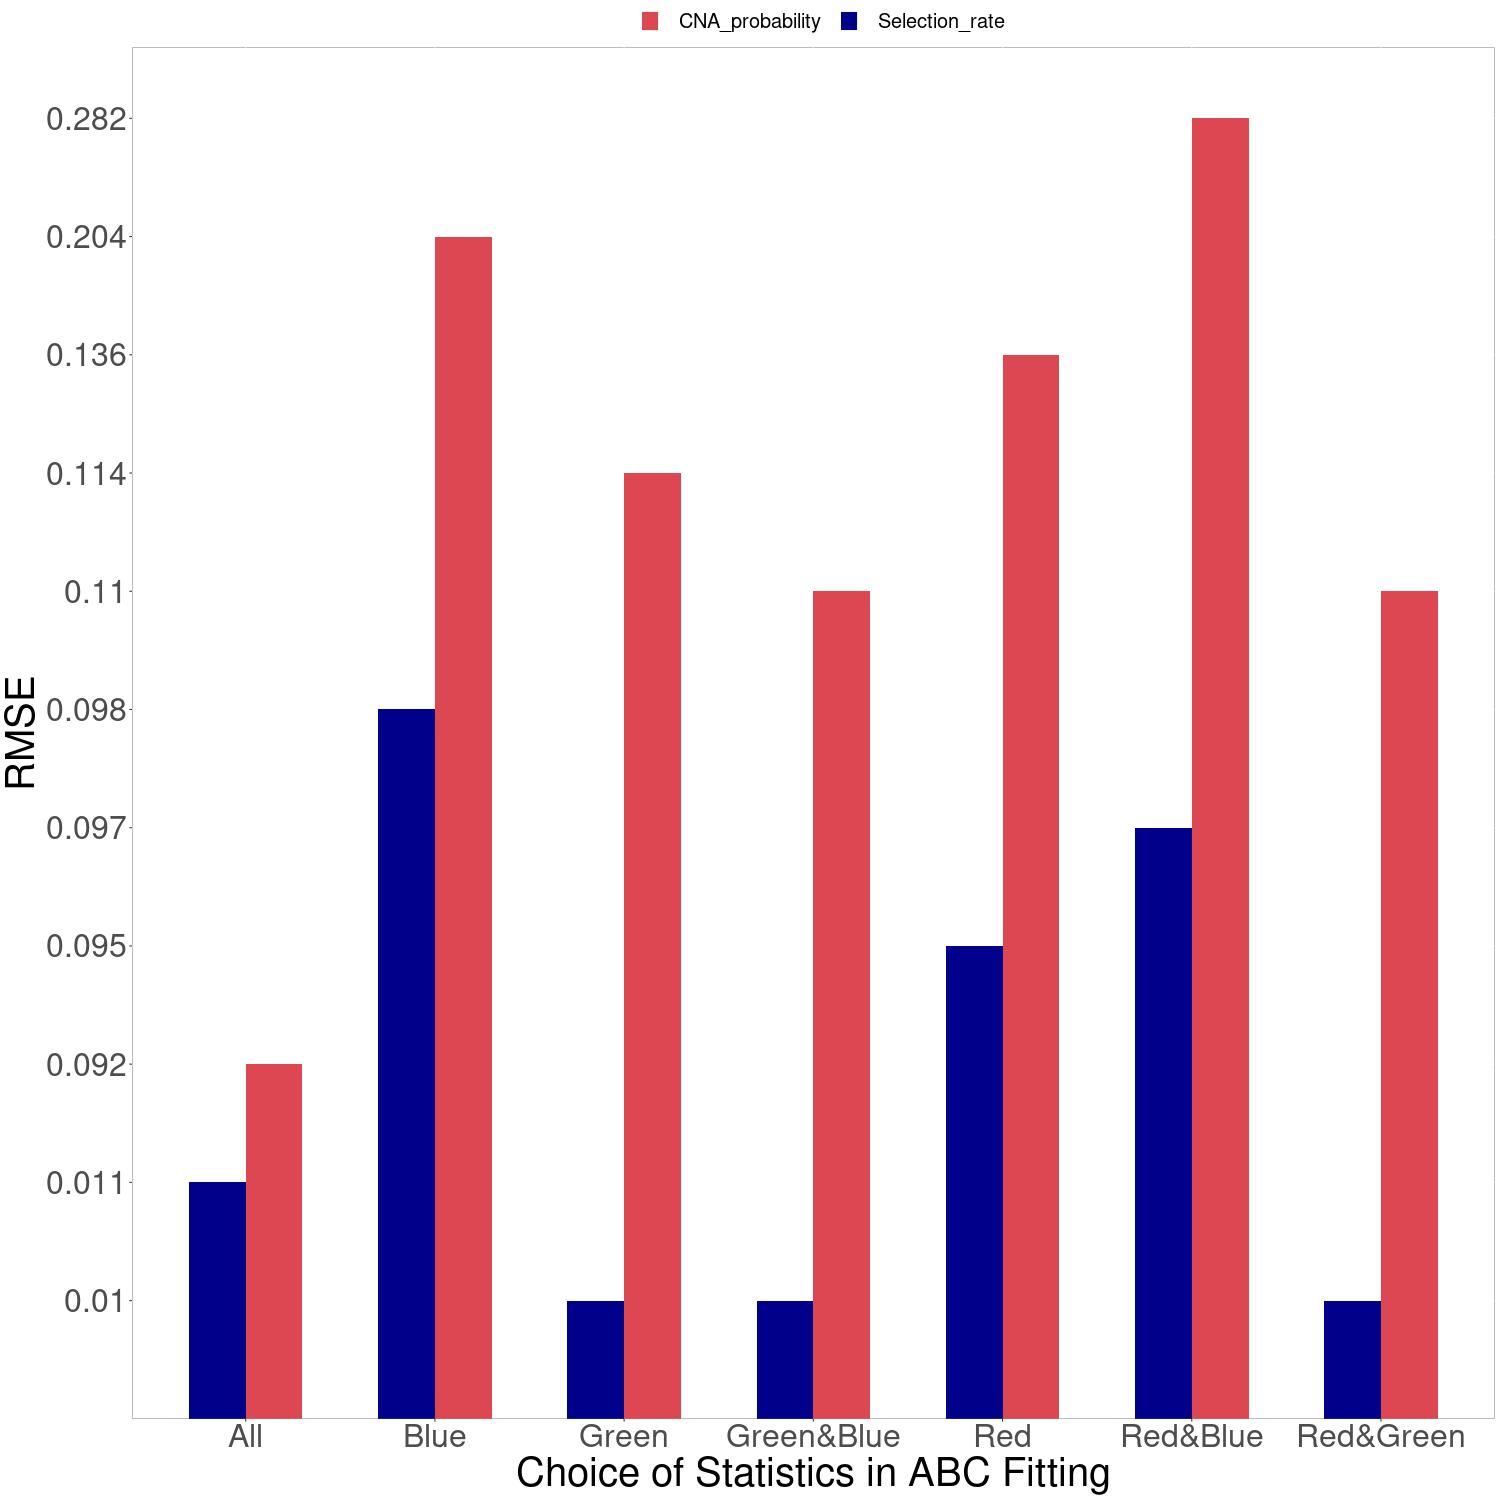 CNA_probability Selection_rate
0.282
0.204
0.136
0.114
0.11
0.098
0.097
0.095
0.092
0.011
0.01
RMSE
All Blue Green Green&Blue Red Red&Blue Red&Green
Choice of Statistics in ABC Fitting